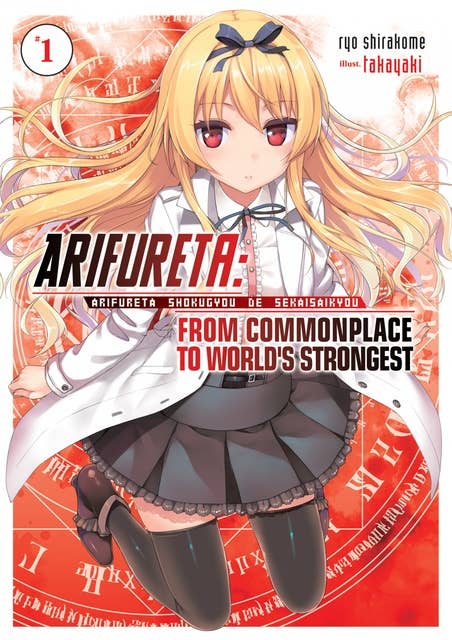 #1
ryo shirakome
illust. takayaki
ARIFURETA:
ARIFURETA SHOKUGYOU DE SEKAISAIKYOU
FROM COMMONPLACE
TO WORLD'S STRONGEST